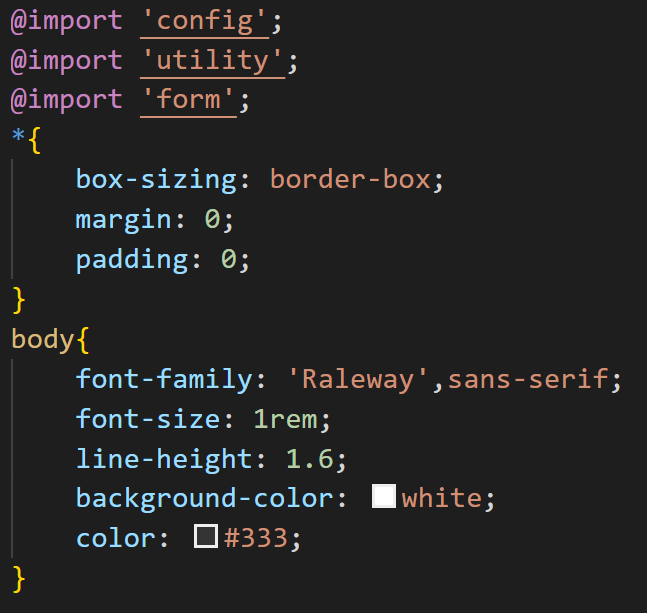 @import 'config';
@import 'utility';
@import 'form';
*{
    box-sizing: border-box;
    margin: 0;
    padding: 0;
}
body{
    font-family: 'Raleway',sans-serif;
    font-size: 1rem;
    line-height: 1.6;
    background-color: white;
    color: #333;
}